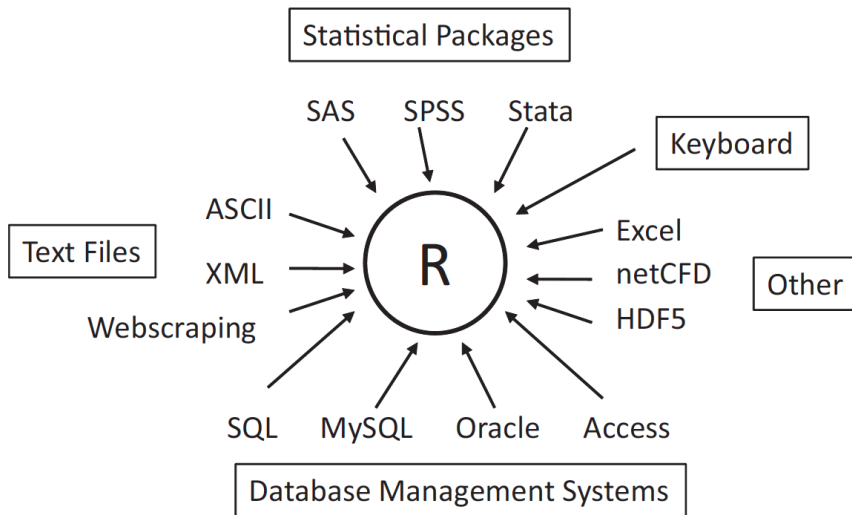 Statistical Packages
SAS SPSS Stata
Keyboard
ASCII
Text Files
XML
Webscraping
R
Excel
netCFD
HDF5
Other
SQL MySQL Oracle Access
Database Management Systems